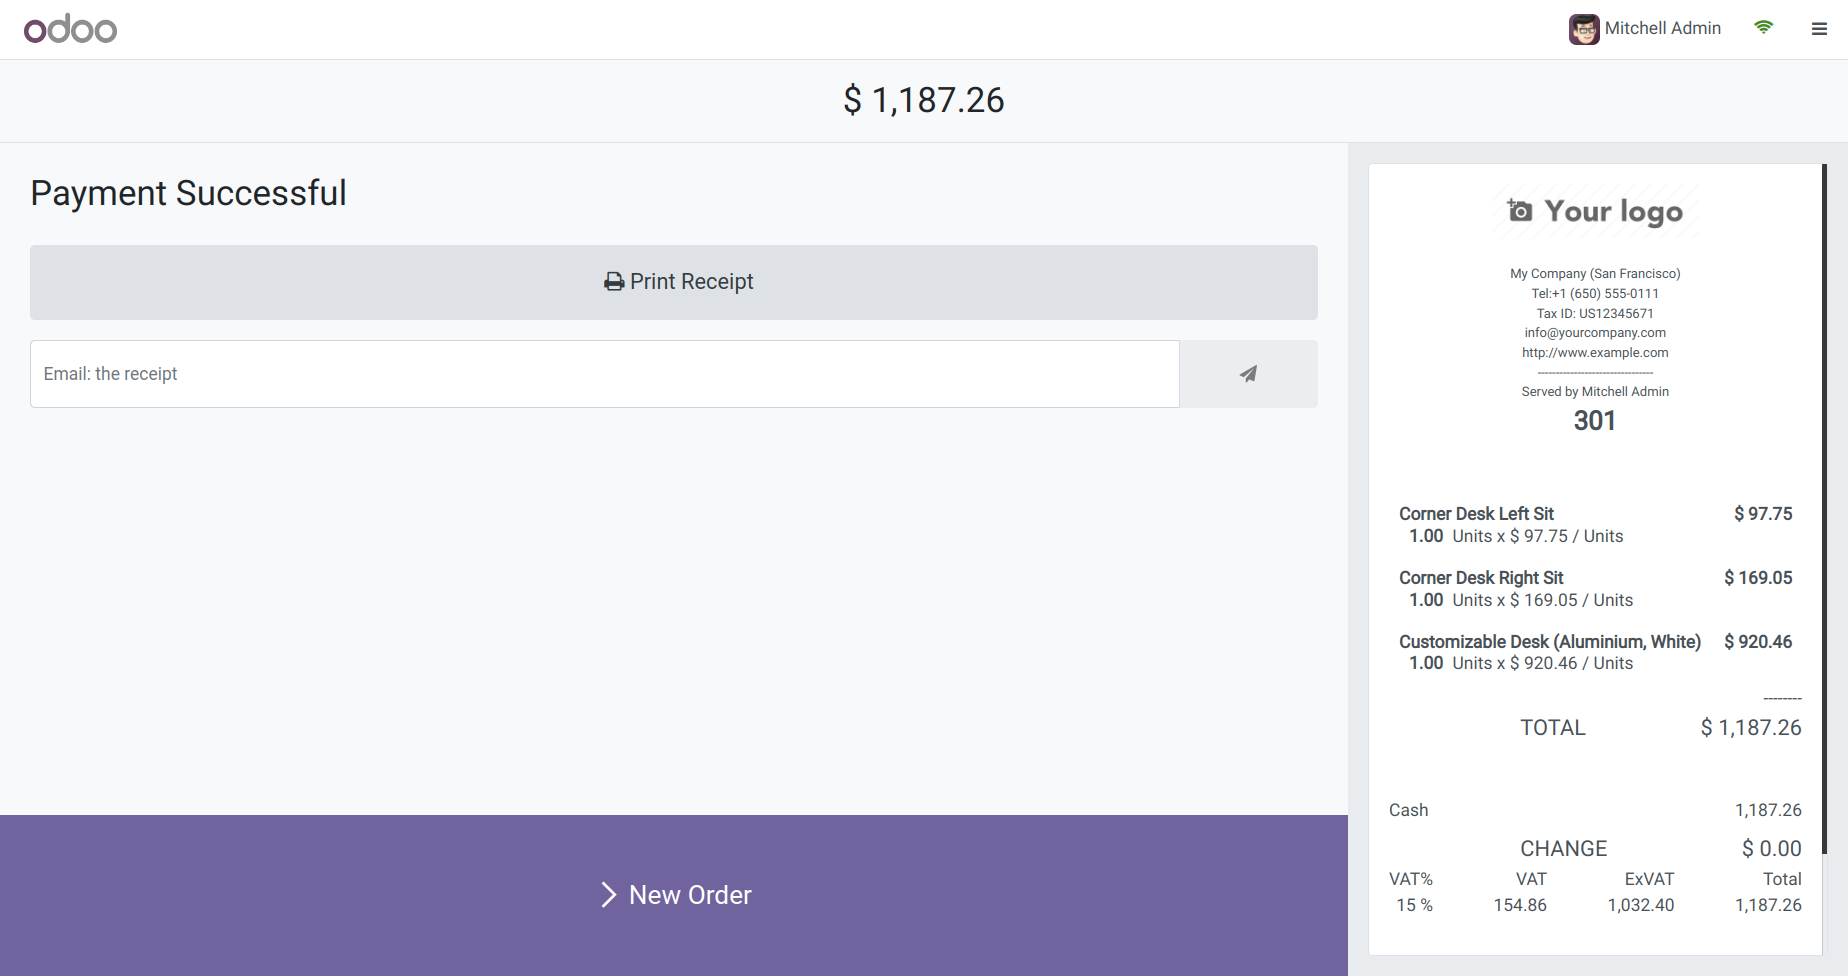 odoo
Mitchell Admin
$ 1,187.26
Payment Successful
Print Receipt
Email: the receipt
New Order
Your logo
My Company (San Francisco)
Tel:+1 (650) 555-0111
Tax ID: US12345671
info@yourcompany.com
http://www.example.com
--------------------------------
Served by Mitchell Admin
301
Corner Desk Left Sit $ 97.75
1.00 Units x $ 97.75 / Units
Corner Desk Right Sit $ 169.05
1.00 Units x $ 169.05 / Units
Customizable Desk (Aluminium, White) $ 920.46
1.00 Units x $ 920.46 / Units
--------
TOTAL $ 1,187.26
Cash 1,187.26
CHANGE $ 0.00
VAT% VAT ExVAT Total
15 % 154.86 1,032.40 1,187.26